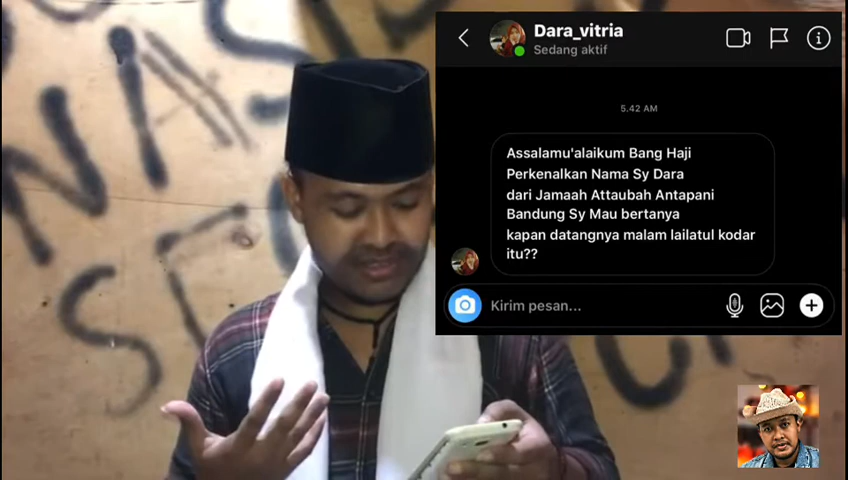 Dara_vitria
Sedang aktif
5.42 AM
Assalamu'alaikum Bang Haji
Perkenalkan Nama Sy Dara
dari Jamaah Attaubah Antapani
Bandung Sy Mau bertanya
kapan datangnya malam lailatul kodar
itu??
Kirim pesan...